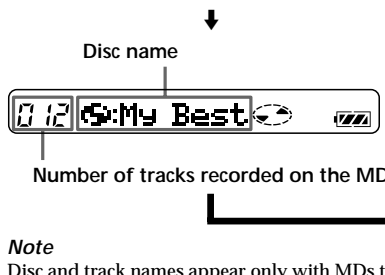 Disc name
012 :My Best
Number of tracks recorded on the MD
Note
Disc and track names appear only with MDs t